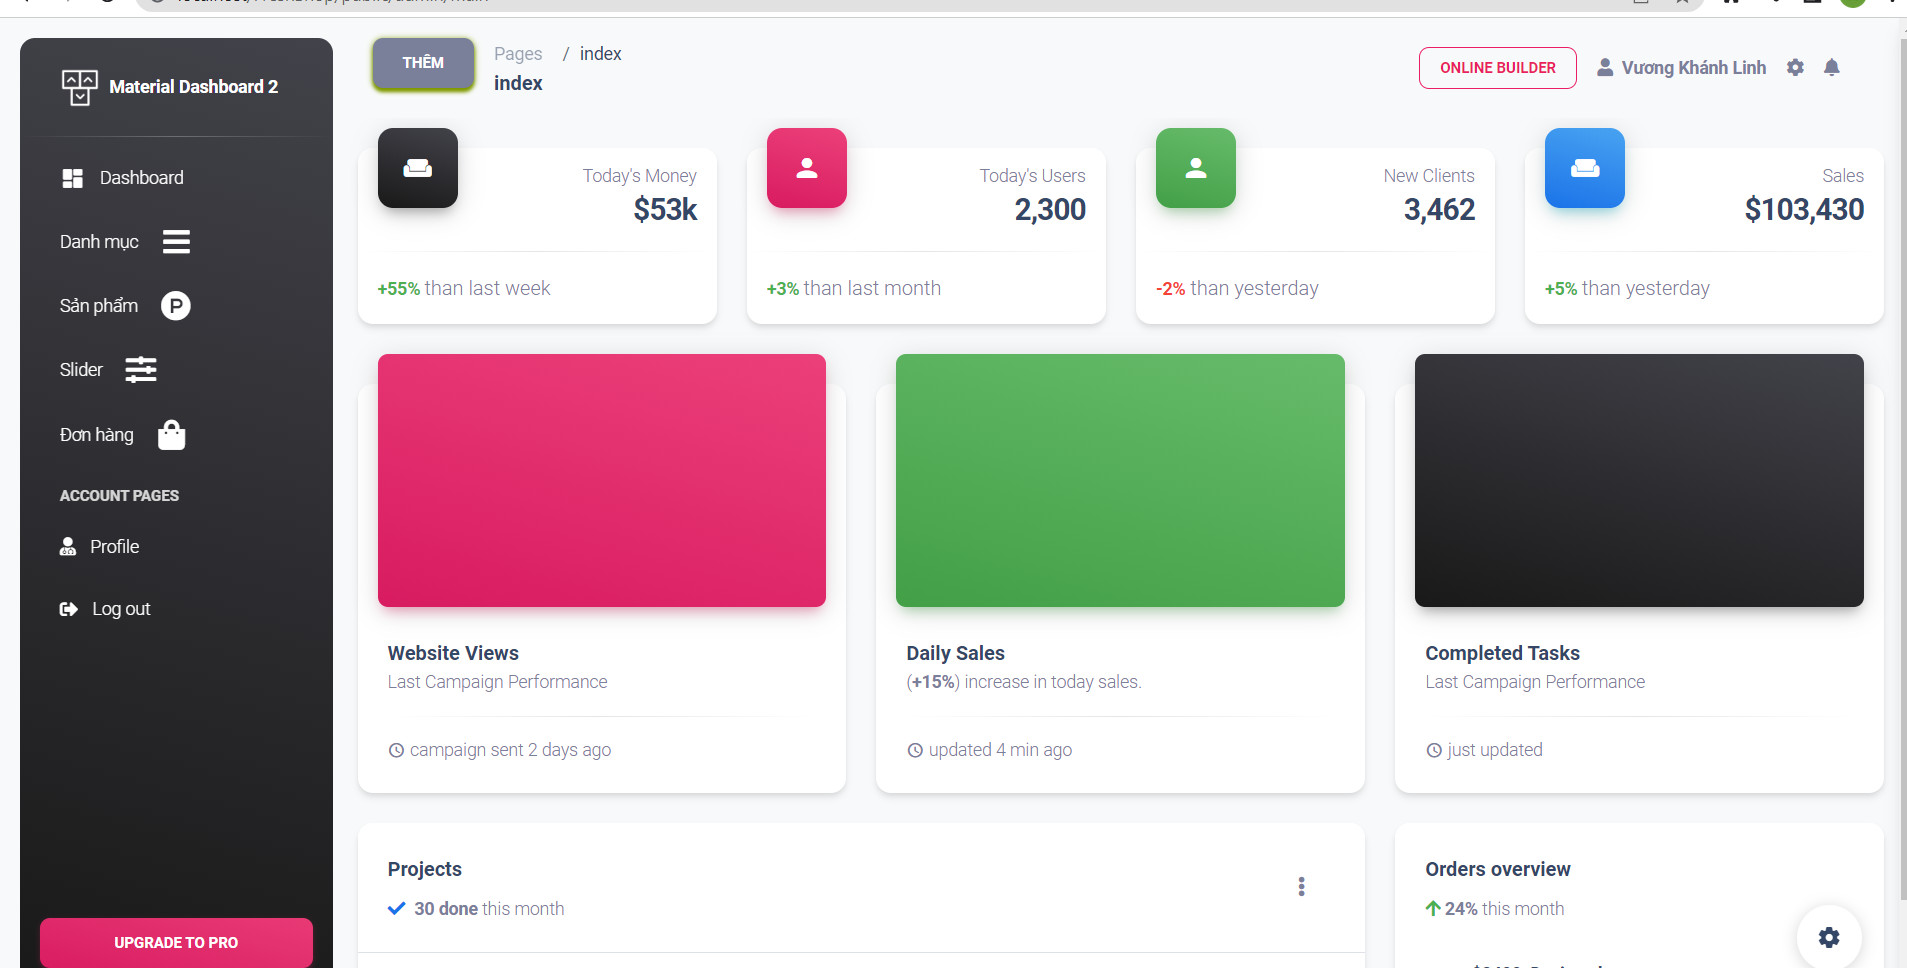 Material Dashboard 2
Dashboard
Danh mục
Sản phẩm
P
Slider
Đơn hàng
ACCOUNT PAGES
Profile
Log out
UPGRADE TO PRO
THÊM
Pages / index
index
ONLINE BUILDER
Vương Khánh Linh
Today's Money
$53k
+55% than last week
Today's Users
2,300
+3% than last month
New Clients
3,462
-2% than yesterday
Sales
$103,430
+5% than yesterday
Website Views
Last Campaign Performance
campaign sent 2 days ago
Daily Sales
(+15%) increase in today sales.
updated 4 min ago
Completed Tasks
Last Campaign Performance
just updated
Projects
30 done this month
Orders overview
24% this month